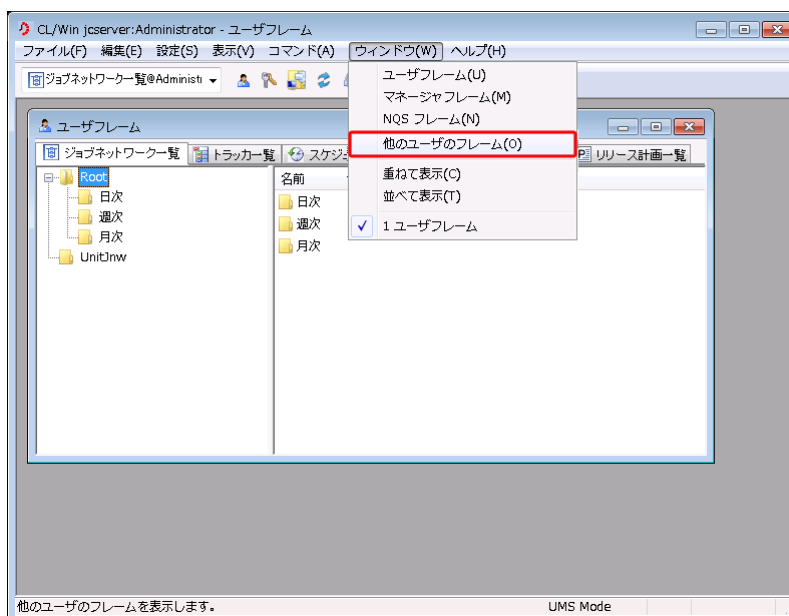 CL/Win jcserver:Administrator - ユーザフレーム
ファイル(F) 編集(E) 設定(S) 表示(V) コマンド(A) ウィンドウ(W) ヘルプ(H)
ジョブネットワーク一覧@Administr
ユーザフレーム(U)
マネージャフレーム(M)
NQS フレーム(N)
他のユーザのフレーム(O)
重ねて表示(C)
並べて表示(T)
1 ユーザフレーム
ユーザフレーム
ジョブネットワーク一覧 トラッカー一覧 スケジ リリース計画一覧
Root
日次
週次
月次
UnitJnw
名前
日次
週次
月次
他のユーザのフレームを表示します。 UMS Mode